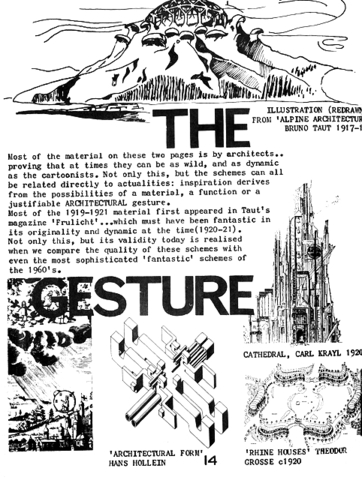 ILLUSTRATION (REDRAWN
FROM 'ALPINE ARCHITECTUR
BRUNO TAUT 1917-1
THE
Most of the material on these two pages is by architects..
proving that at times they can be as wild, and as dynamic
as the cartoonists. Not only this, but the schemes can all
be related directly to actualities: inspiration derives
from the possibilities of a material, a function or a
justifiable ARCHITECTURAL gesture.
Most of the 1919-1921 material first appeared in Taut's
magazine 'Frulicht'...which must have been fantastic in
its originality and dynamic at the time(1920-21).
Not only this, but its validity today is realised
when we compare the quality of these schemes with
even the most sophisticated 'fantastic' schemes of
the 1960's.
GESTURE
CATHEDRAL, CARL KRAYL 1920
'ARCHITECTURAL FORM'
HANS HOLLEIN
14
'RHINE HOUSES' THEODOR
GROSSE c1920